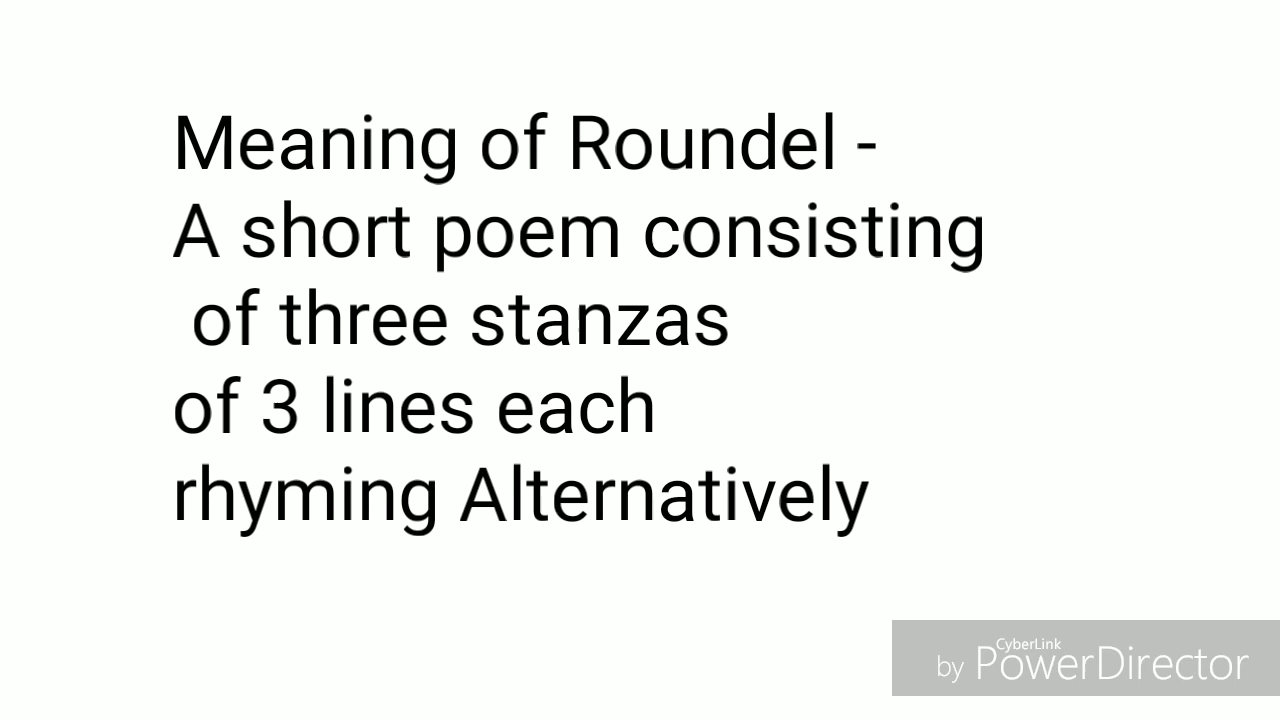 Meaning of Roundel -
A short poem consisting
of three stanzas
of 3 lines each
rhyming Alternatively
CyberLink
by PowerDirector